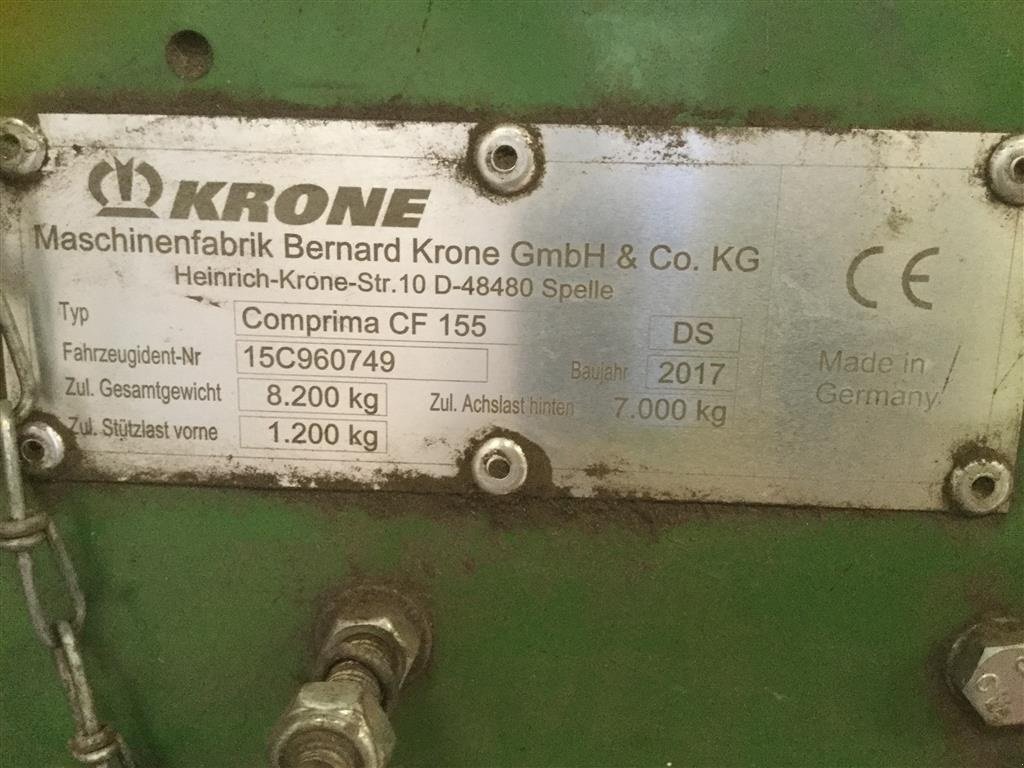 KRONE
Maschinenfabrik Bernard Krone GmbH & Co. KG
Heinrich-Krone-Str.10 D-48480 Spelle
CE
Typ Comprima CF 155 DS
Fahrzeugident-Nr 15C960749 Baujahr 2017
Zul. Gesamtgewicht 8.200 kg Zul. Achslast hinten 7.000 kg
Zul. Stützlast vorne 1.200 kg
Made in
Germany